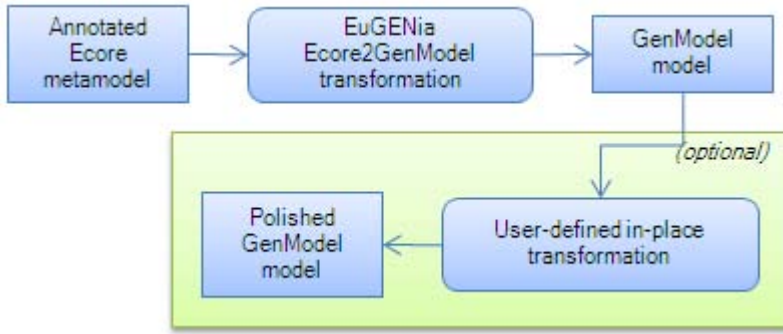 Annotated
Ecore
metamodel
EuGENia
Ecore2GenModel
transformation
GenModel
model
(optional)
Polished
GenModel
model
User-defined in-place
transformation